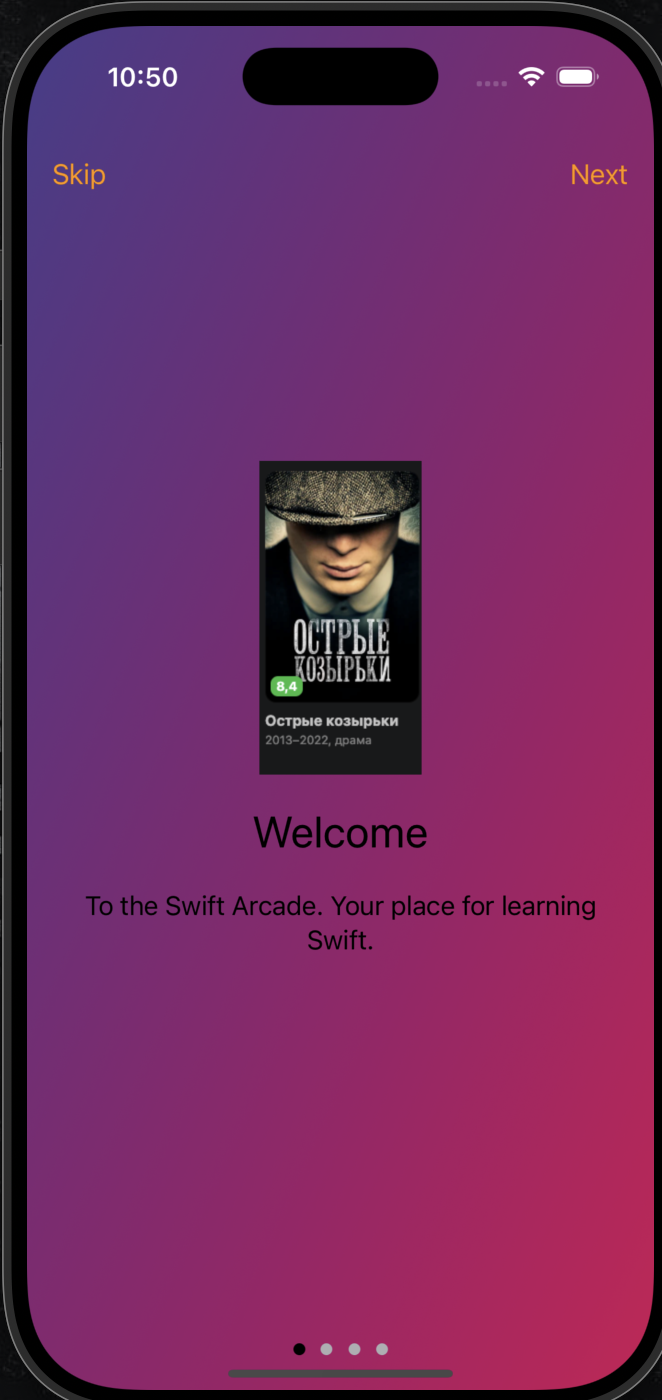 10:50
Skip
Next
ОСТРЫЕ
КОЗЫРЬКИ
8,4
Острые козырьки
2013–2022, драма
Welcome
To the Swift Arcade. Your place for learning
Swift.